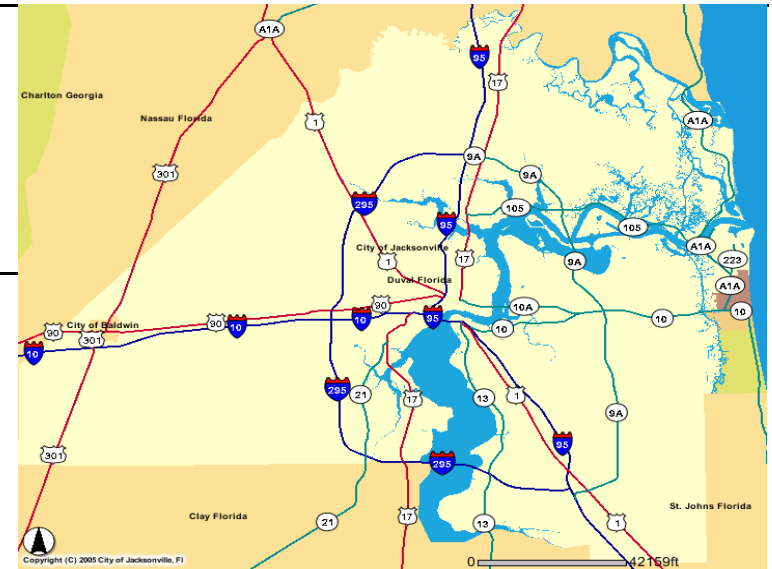 A1A
95
17
Charlton Georgia
Nassau Florida
1
A1A
9A
301
9A
295
105
95
105
City of Jacksonville
A1A
1
17
9A
223
Duval Florida
A1A
90
10A
City of Baldwin
90
10
10
95
10
10
90
301
10
10
295
21
17
13
1
9A
95
301
295
St. Johns Florida
Clay Florida
21
17
13
1
Copyright (C) 2005 City of Jacksonville, Fl
0 42159ft